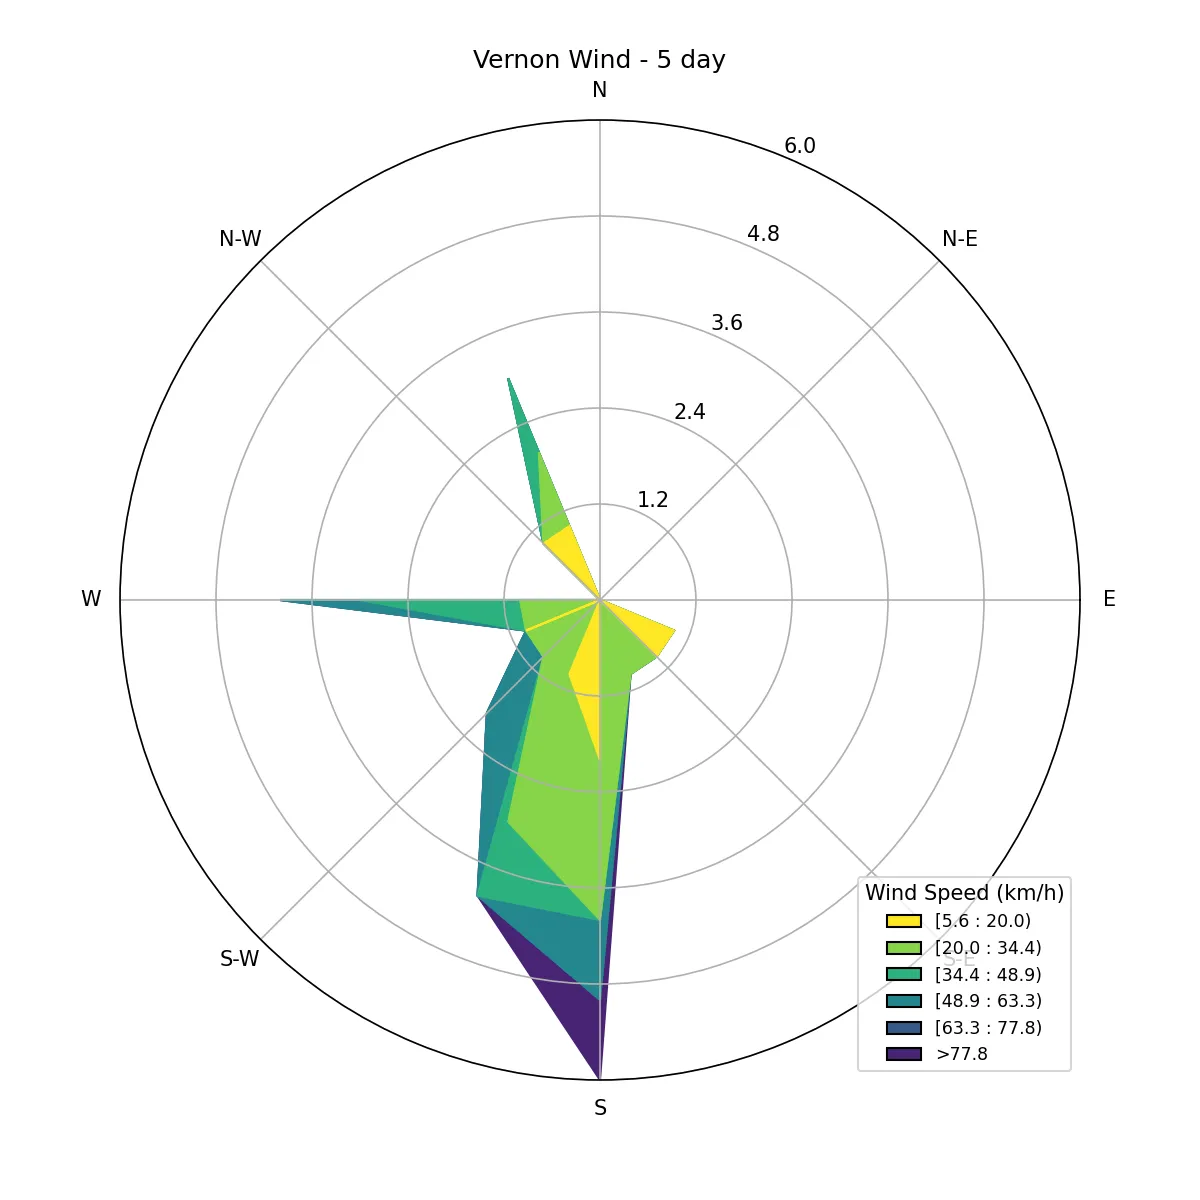 Vernon Wind - 5 day
N
6.0
N-W
4.8
N-E
3.6
2.4
1.2
W
E
Wind Speed (km/h)
[5.6 : 20.0)
[20.0 : 34.4)
S-W
S-E
[34.4 : 48.9)
[48.9 : 63.3)
[63.3 : 77.8)
>77.8
S